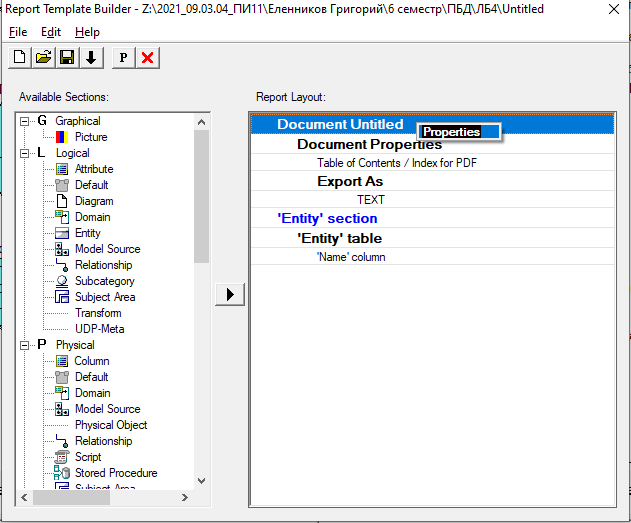 Report Template Builder - Z:\2021_09.03.04_ПИ11\Еленников Григорий\6 семестр\ПБД\ЛБ4\Untitled
File Edit Help
P
Available Sections:
Report Layout:
G Graphical
Picture
L Logical
Attribute
Default
Diagram
Domain
Entity
Model Source
Relationship
Subcategory
Subject Area
Transform
UDP-Meta
P Physical
Column
Default
Domain
Model Source
Physical Object
Relationship
Script
Stored Procedure
Subject Area
Document Untitled
Properties
Document Properties
Table of Contents / Index for PDF
Export As
TEXT
'Entity' section
'Entity' table
'Name' column